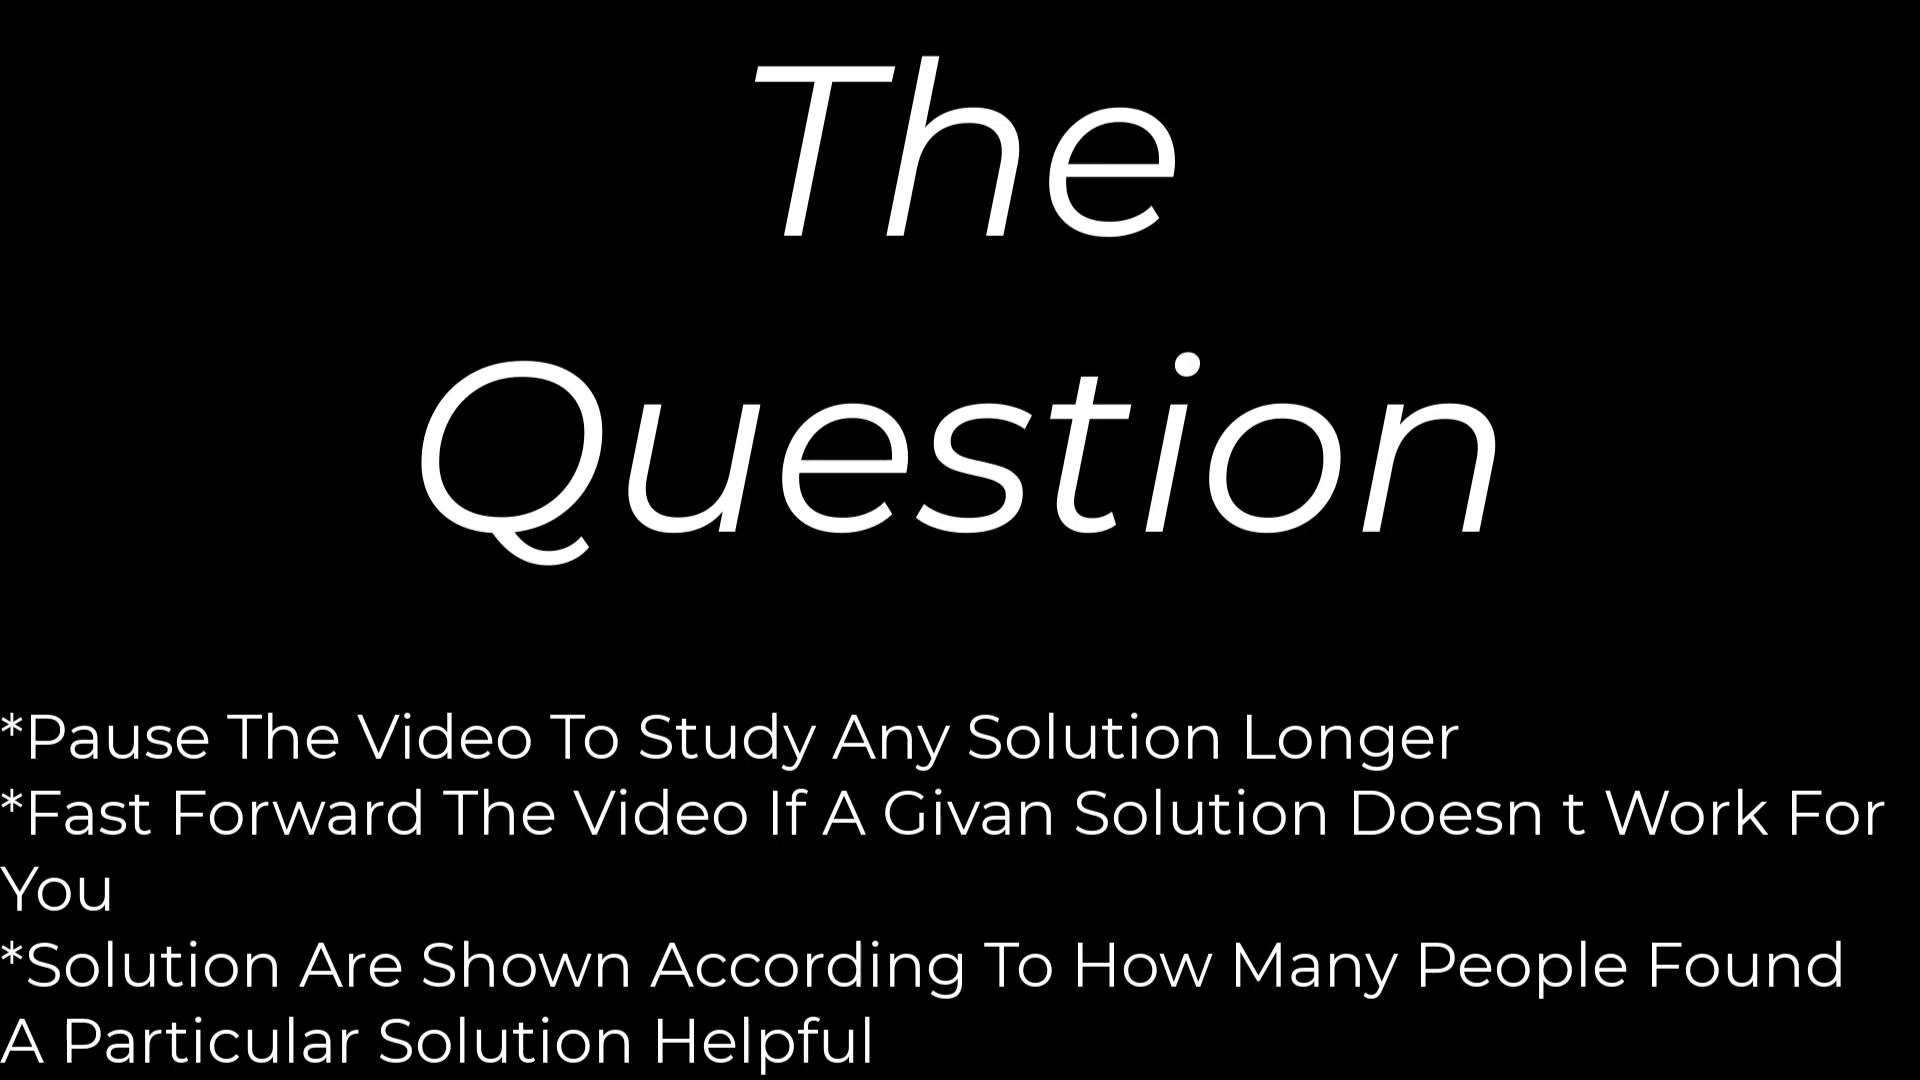 The
Question
*Pause The Video To Study Any Solution Longer
*Fast Forward The Video If A Givan Solution Doesn t Work For
You
*Solution Are Shown According To How Many People Found
A Particular Solution Helpful